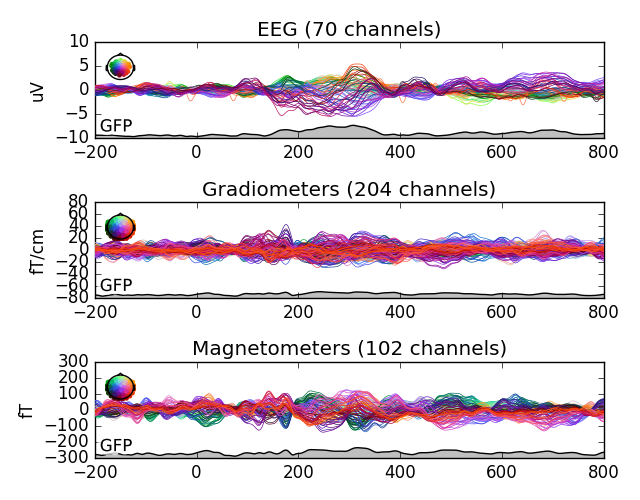 EEG (70 channels)
10
5
0
−5
−10
uV
GFP
−200 0 200 400 600 800
Gradiometers (204 channels)
80
60
40
20
0
−20
−40
−60
−80
fT/cm
GFP
−200 0 200 400 600 800
Magnetometers (102 channels)
300
200
100
0
−100
−200
−300
fT
GFP
−200 0 200 400 600 800